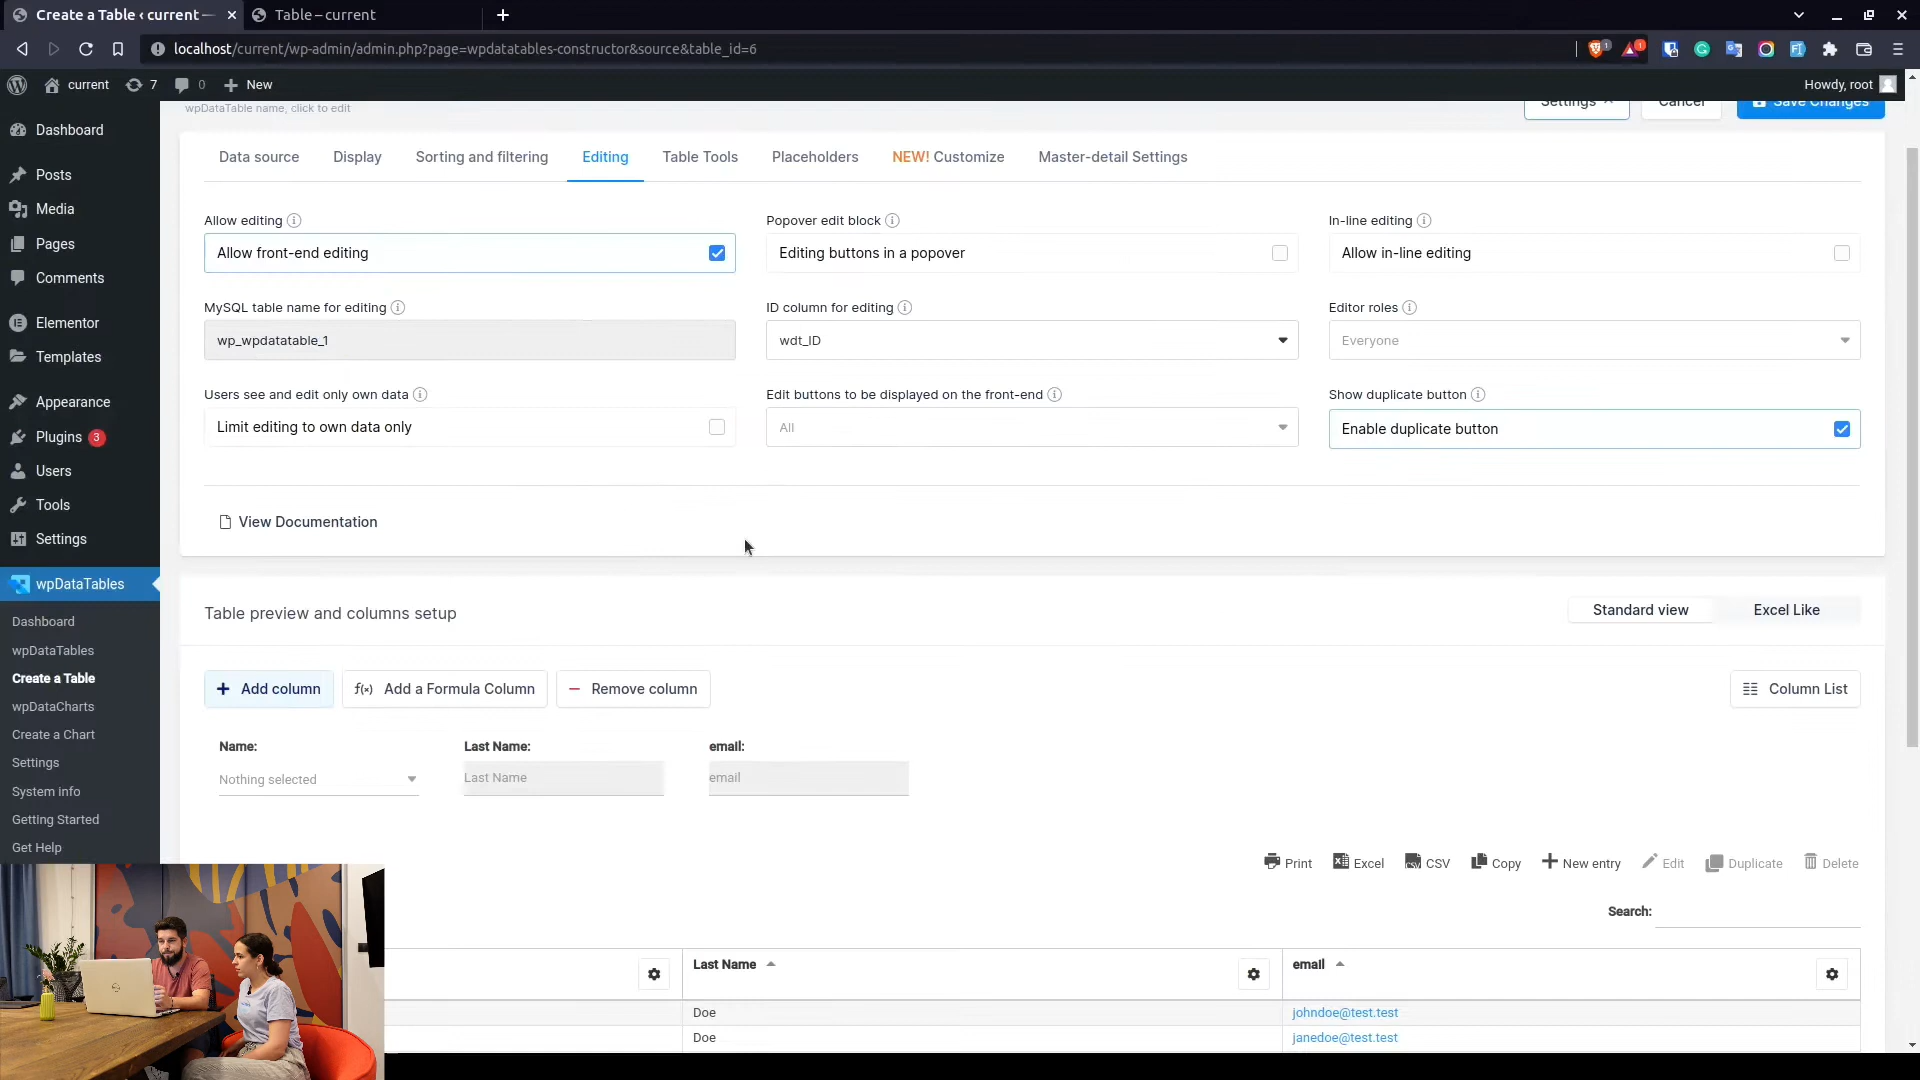 Create a Table ‹ current —
Table – current
localhost/current/wp-admin/admin.php?page=wpdatatables-constructor&source&table_id=6
1
1
current
7
0
New
Howdy, root
wpDataTable name, click to edit
Settings
Cancel
Save Changes
Dashboard
Posts
Media
Pages
Comments
Elementor
Templates
Appearance
Plugins 3
Users
Tools
Settings
wpDataTables
Dashboard
wpDataTables
Create a Table
wpDataCharts
Create a Chart
Settings
System info
Getting Started
Get Help
Data source
Display
Sorting and filtering
Editing
Table Tools
Placeholders
NEW! Customize
Master-detail Settings
Allow editing
Allow front-end editing
Popover edit block
Editing buttons in a popover
In-line editing
Allow in-line editing
MySQL table name for editing
wp_wpdatatable_1
ID column for editing
wdt_ID
Editor roles
Everyone
Users see and edit only own data
Limit editing to own data only
Edit buttons to be displayed on the front-end
All
Show duplicate button
Enable duplicate button
View Documentation
Table preview and columns setup
Standard view
Excel Like
Add column
f(x) Add a Formula Column
Remove column
Column List
Name:
Nothing selected
Last Name:
Last Name
email:
email
Print
Excel
CSV
Copy
New entry
Edit
Duplicate
Delete
Search:
Last Name
email
Doe
johndoe@test.test
Doe
janedoe@test.test